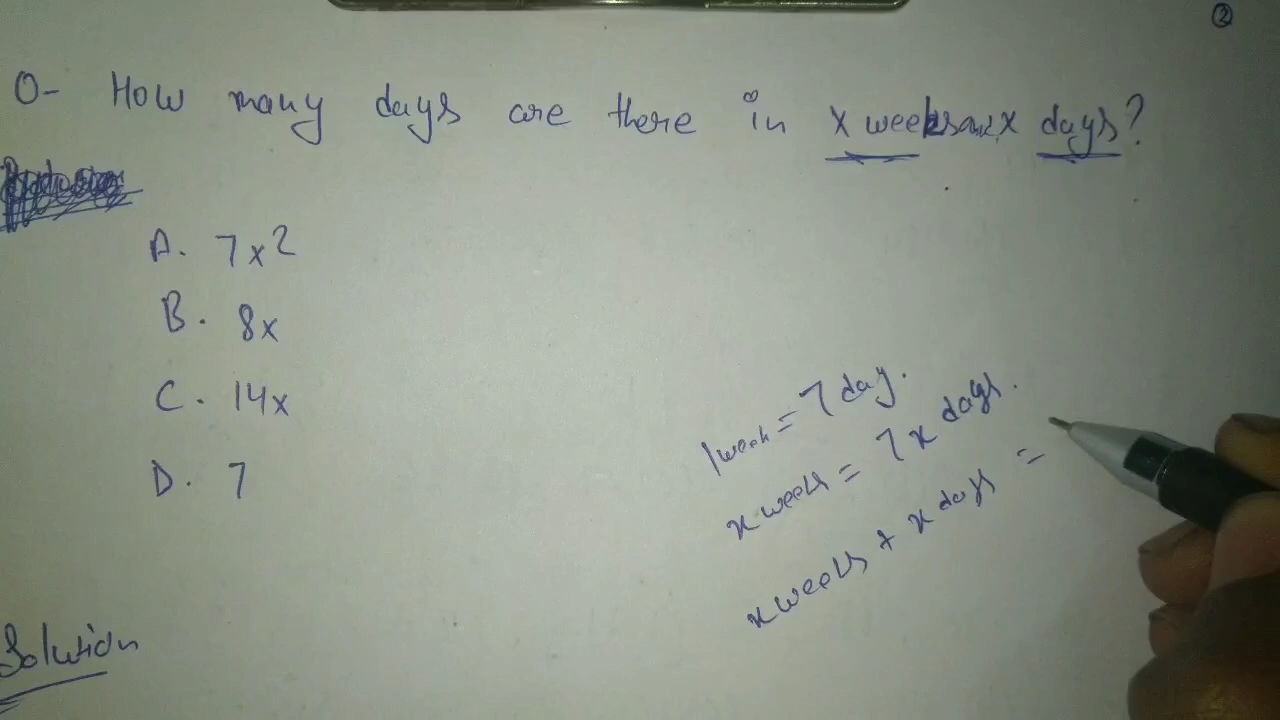 ②
Q- How many days are there in x weeks and x days?
A. 7x2
B. 8x
C. 14x
D. 7
1 week = 7 day.
x weeks = 7x days.
x weeks + x days =
Solution